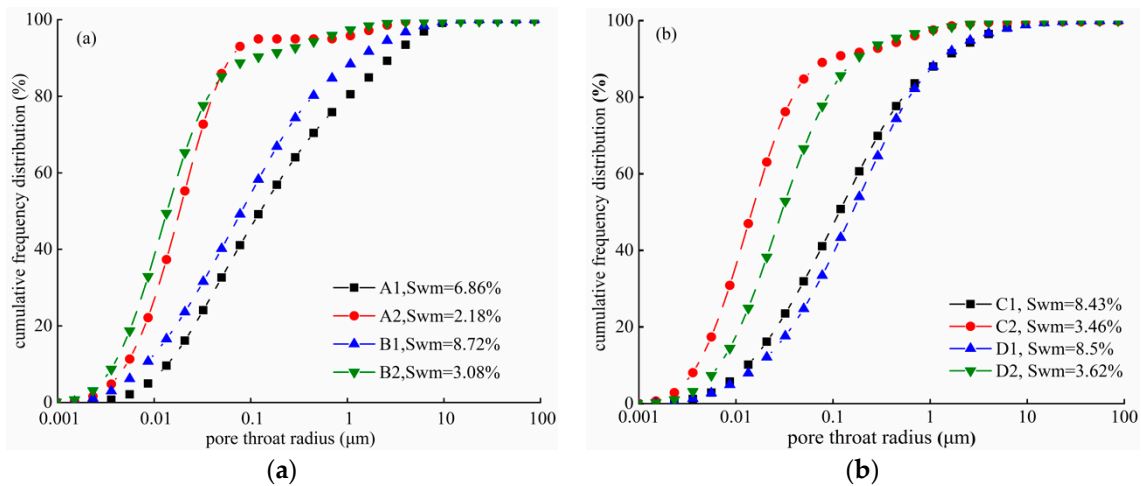 (a)
cumulative frequency distribution (%)
100
80
60
40
20
0
A1,Swm=6.86%
A2,Swm=2.18%
B1,Swm=8.72%
B2,Swm=3.08%
0.001 0.01 0.1 1 10 100
pore throat radius (μm)
(a)
(b)
cumulative frequency distribution (%)
100
80
60
40
20
0
C1, Swm=8.43%
C2, Swm=3.46%
D1, Swm=8.5%
D2, Swm=3.62%
0.001 0.01 0.1 1 10 100
pore throat radius (μm)
(b)